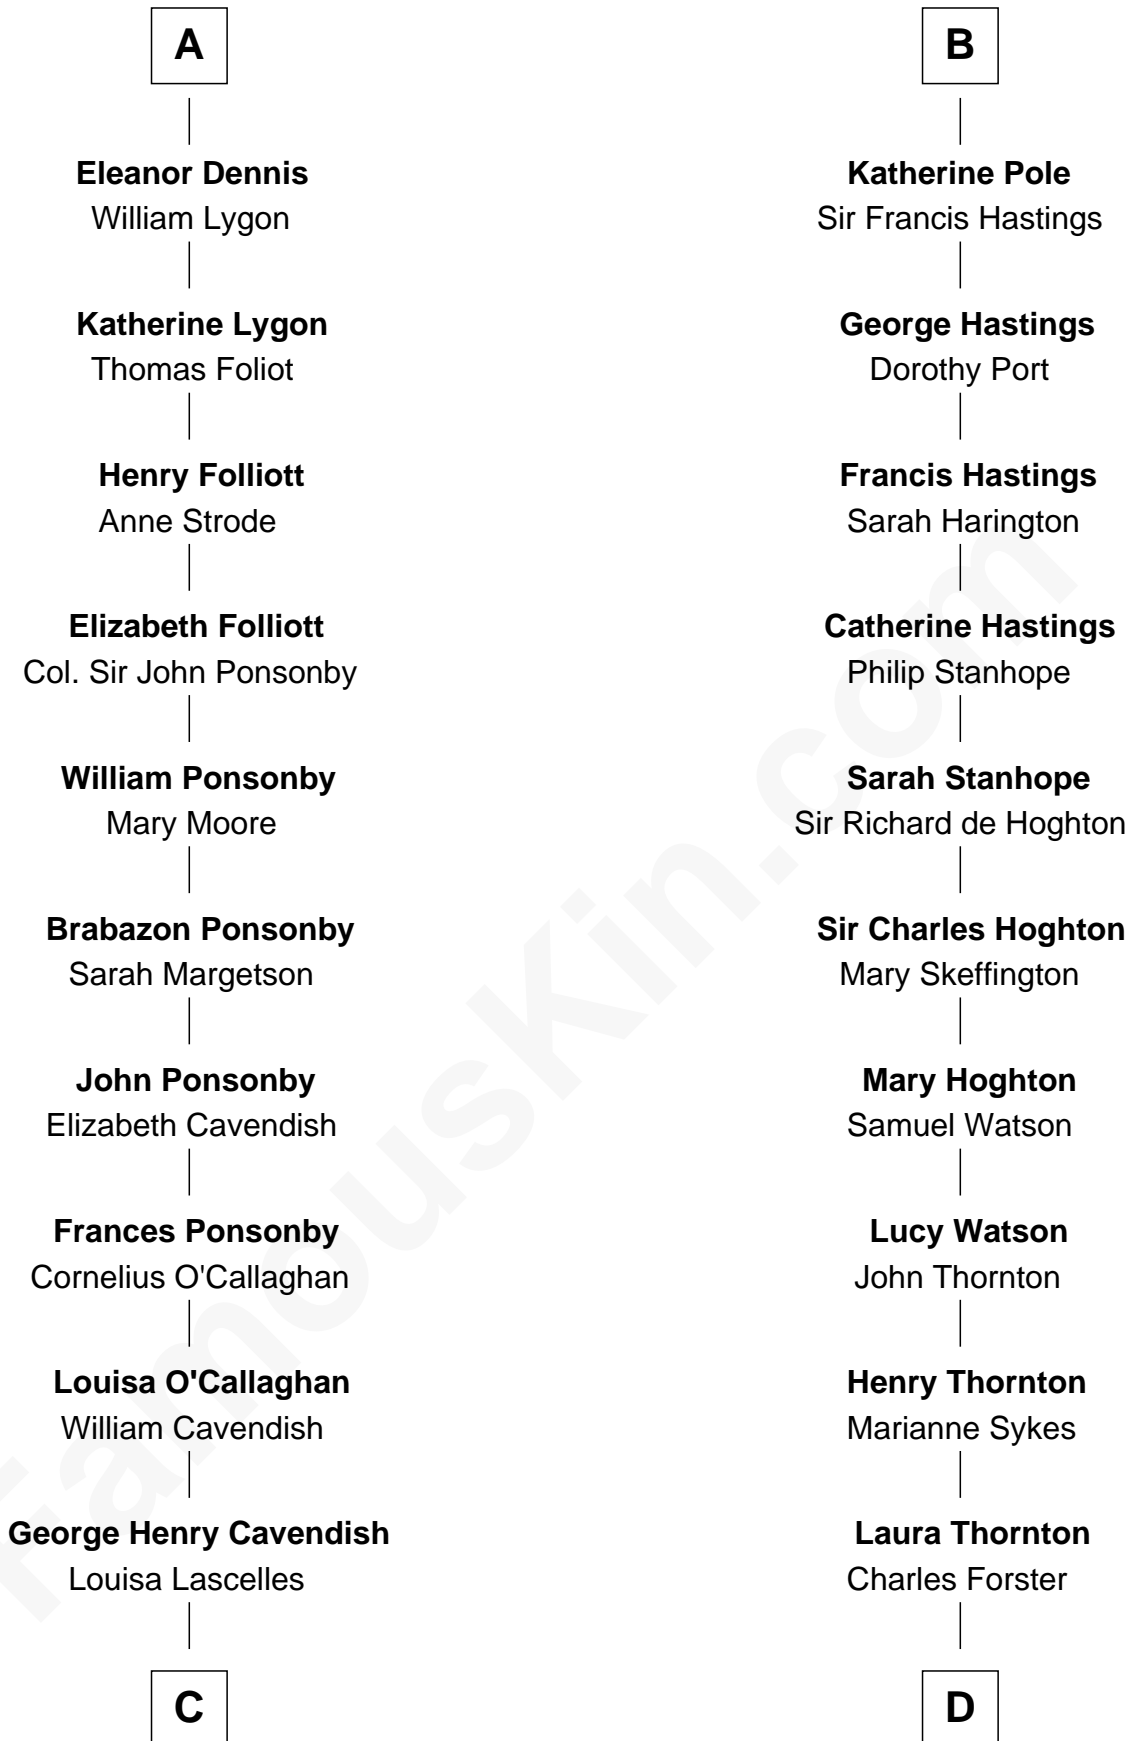 A
Eleanor Dennis
William Lygon
Katherine Lygon
Thomas Foliot
Henry Folliott
Anne Strode
Elizabeth Folliott
Col. Sir John Ponsonby
William Ponsonby
Mary Moore
Brabazon Ponsonby
Sarah Margetson
John Ponsonby
Elizabeth Cavendish
Frances Ponsonby
Cornelius O'Callaghan
Louisa O'Callaghan
William Cavendish
George Henry Cavendish
Louisa Lascelles
C
B
Katherine Pole
Sir Francis Hastings
George Hastings
Dorothy Port
Francis Hastings
Sarah Harington
Catherine Hastings
Philip Stanhope
Sarah Stanhope
Sir Richard de Hoghton
Sir Charles Hoghton
Mary Skeffington
Mary Hoghton
Samuel Watson
Lucy Watson
John Thornton
Henry Thornton
Marianne Sykes
Laura Thornton
Charles Forster
D
FamousKin.com